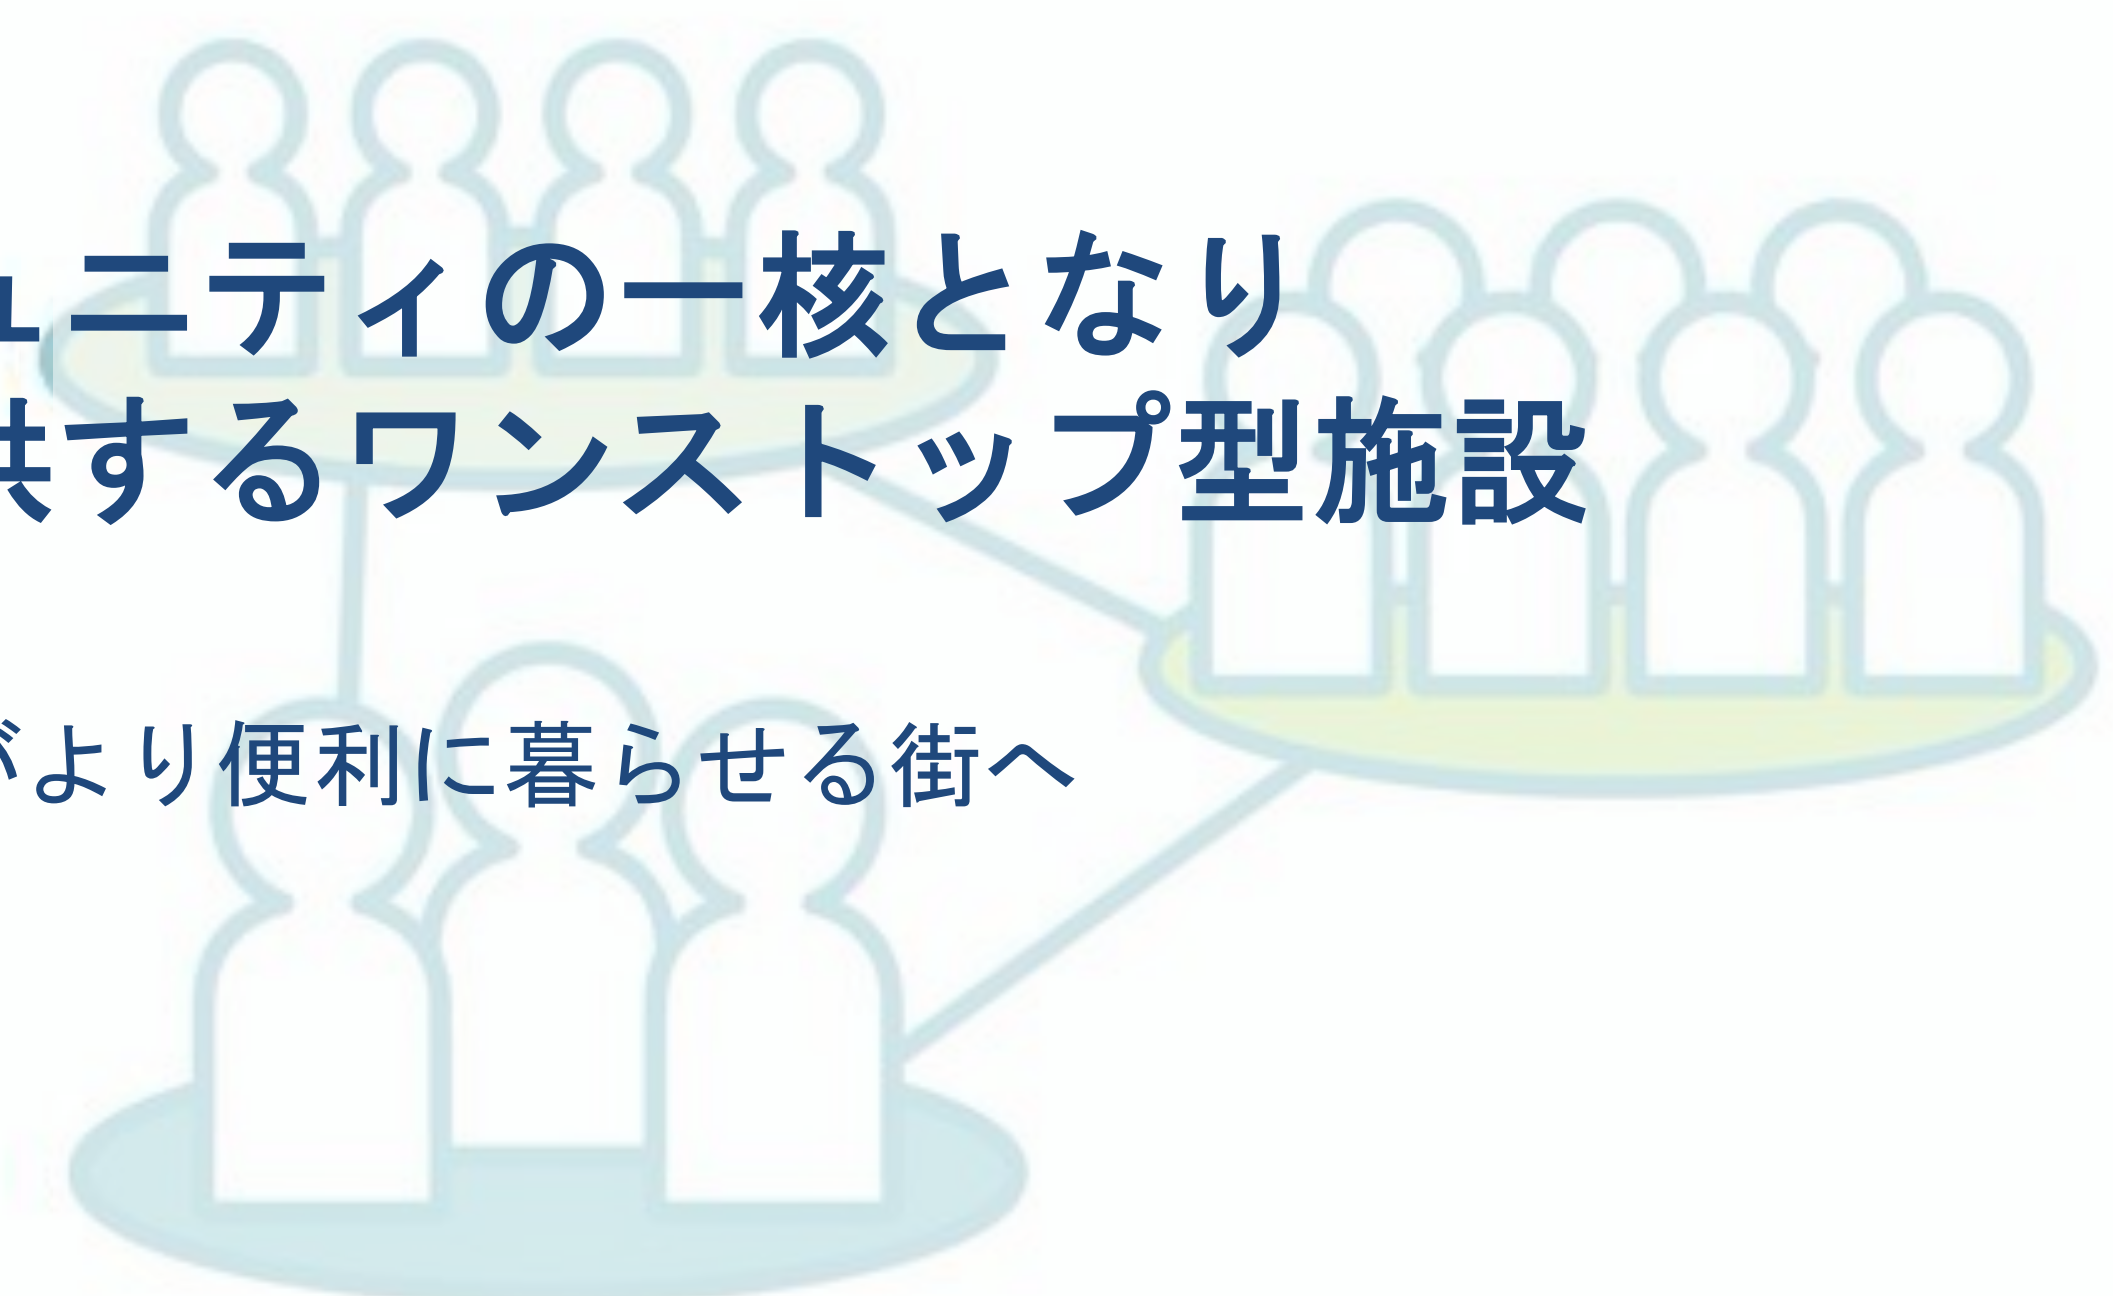 ュニティの一核となり
供するワンストップ型施設
がより便利に暮らせる街へ